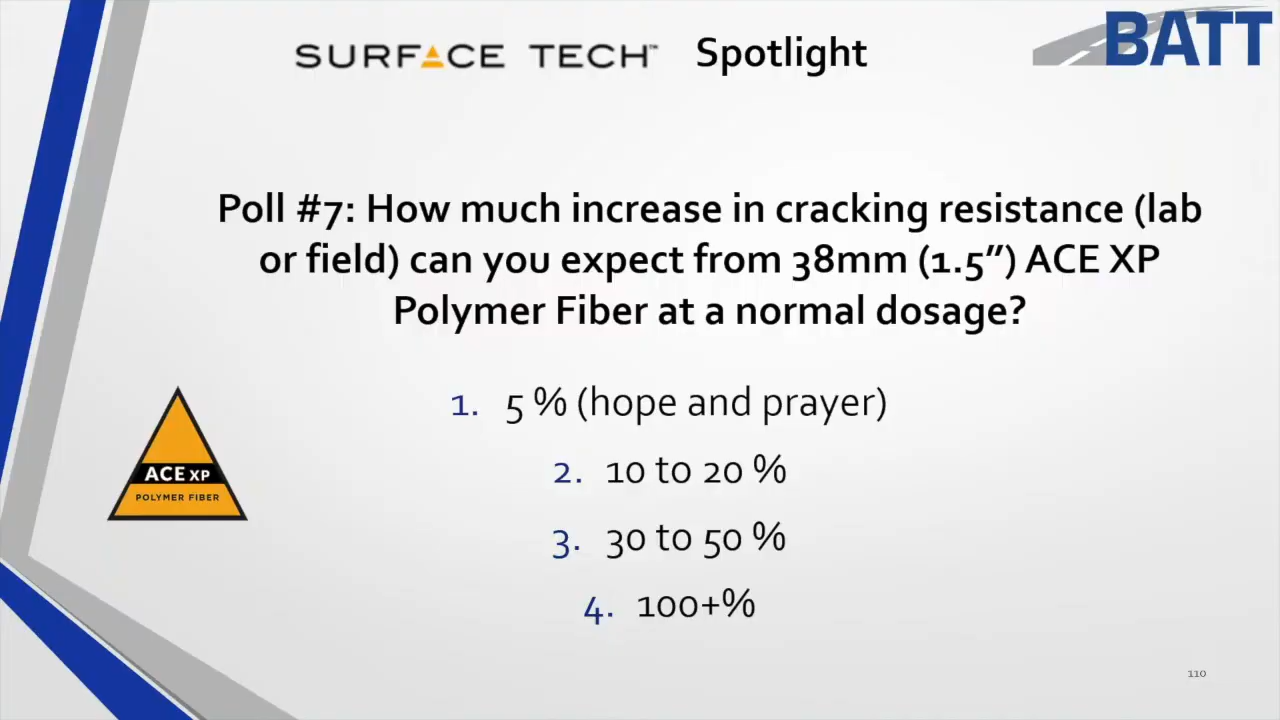 SURFACE TECH™ Spotlight
BATT
Poll #7: How much increase in cracking resistance (lab
or field) can you expect from 38mm (1.5”) ACE XP
Polymer Fiber at a normal dosage?
1. 5 % (hope and prayer)
2. 10 to 20 %
3. 30 to 50 %
4. 100+%
ACE XP
POLYMER FIBER
110